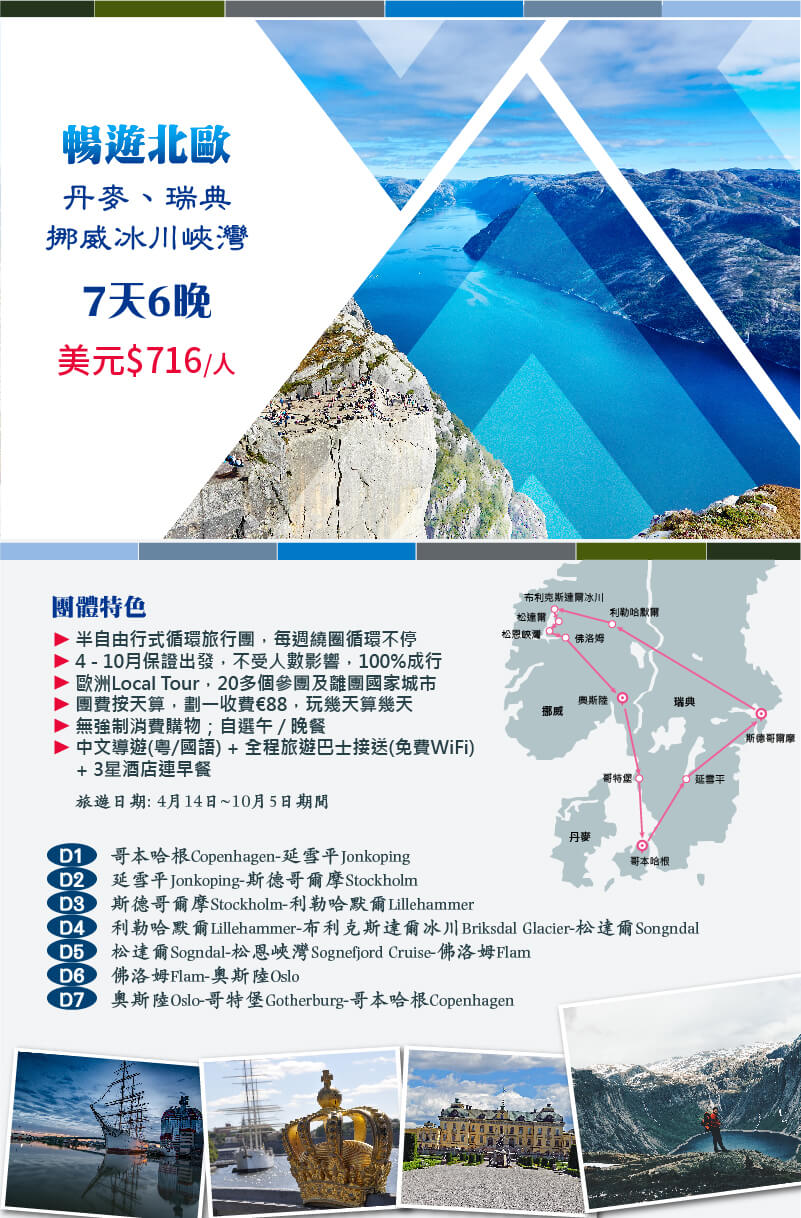 暢遊北歐
丹麥、瑞典
挪威冰川峽灣
7天6晚
美元$716/人
團體特色
半自由行式循環旅行團，每週繞圈循環不停
4 - 10月保證出發，不受人數影響，100%成行
歐洲Local Tour，20多個參團及離團國家城市
團費按天算，劃一收費€88，玩幾天算幾天
無強制消費購物；自選午 / 晚餐
中文導遊(粵/國語) + 全程旅遊巴士接送(免費WiFi)
+ 3星酒店連早餐
旅遊日期: 4月14日~10月5日期間
布利克斯達爾冰川
松達爾
利勒哈默爾
松恩峽灣
佛洛姆
奧斯陸
挪威
瑞典
斯德哥爾摩
哥特堡
延雪平
丹麥
哥本哈根
D1 哥本哈根Copenhagen-延雪平Jonkoping
D2 延雪平Jonkoping-斯德哥爾摩Stockholm
D3 斯德哥爾摩Stockholm-利勒哈默爾Lillehammer
D4 利勒哈默爾Lillehammer-布利克斯達爾冰川Briksdal Glacier-松達爾Songndal
D5 松達爾Sogndal-松恩峽灣Sognefjord Cruise-佛洛姆Flam
D6 佛洛姆Flam-奧斯陸Oslo
D7 奧斯陸Oslo-哥特堡Gotherburg-哥本哈根Copenhagen